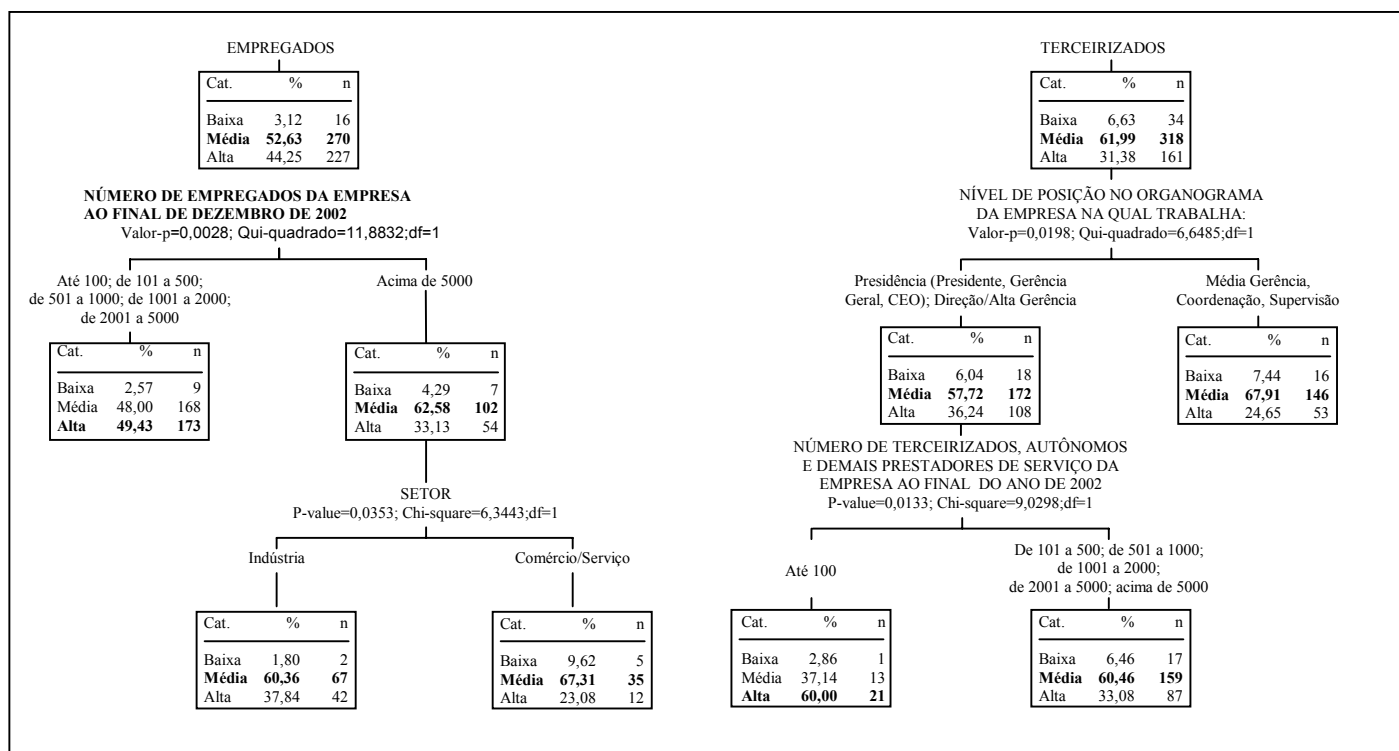 EMPREGADOS
Cat. % n
Baixa 3,12 16
Média 52,63 270
Alta 44,25 227
NÚMERO DE EMPREGADOS DA EMPRESA
AO FINAL DE DEZEMBRO DE 2002
Valor-p=0,0028; Qui-quadrado=11,8832;df=1
Até 100; de 101 a 500;
de 501 a 1000; de 1001 a 2000;
de 2001 a 5000
Cat. % n
Baixa 2,57 9
Média 48,00 168
Alta 49,43 173
Acima de 5000
Cat. % n
Baixa 4,29 7
Média 62,58 102
Alta 33,13 54
SETOR
P-value=0,0353; Chi-square=6,3443;df=1
Indústria
Cat. % n
Baixa 1,80 2
Média 60,36 67
Alta 37,84 42
Comércio/Serviço
Cat. % n
Baixa 9,62 5
Média 67,31 35
Alta 23,08 12
TERCEIRIZADOS
Cat. % n
Baixa 6,63 34
Média 61,99 318
Alta 31,38 161
NÍVEL DE POSIÇÃO NO ORGANOGRAMA
DA EMPRESA NA QUAL TRABALHA:
Valor-p=0,0198; Qui-quadrado=6,6485;df=1
Presidência (Presidente, Gerência
Geral, CEO); Direção/Alta Gerência
Cat. % n
Baixa 6,04 18
Média 57,72 172
Alta 36,24 108
Média Gerência,
Coordenação, Supervisão
Cat. % n
Baixa 7,44 16
Média 67,91 146
Alta 24,65 53
NÚMERO DE TERCEIRIZADOS, AUTÔNOMOS
E DEMAIS PRESTADORES DE SERVIÇO DA
EMPRESA AO FINAL DO ANO DE 2002
P-value=0,0133; Chi-square=9,0298;df=1
Até 100
Cat. % n
Baixa 2,86 1
Média 37,14 13
Alta 60,00 21
De 101 a 500; de 501 a 1000;
de 1001 a 2000;
de 2001 a 5000; acima de 5000
Cat. % n
Baixa 6,46 17
Média 60,46 159
Alta 33,08 87